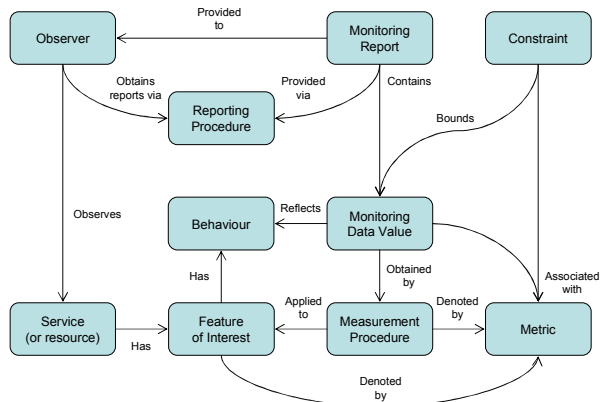 Provided
to
Observer
Monitoring
Report
Constraint
Obtains
reports via
Provided
via
Contains
Reporting
Procedure
Bounds
Observes
Behaviour
Reflects
Monitoring
Data Value
Has
Obtained
by
Associated
with
Service
(or resource)
Has
Feature
of Interest
Applied
to
Measurement
Procedure
Denoted
by
Metric
Denoted
by